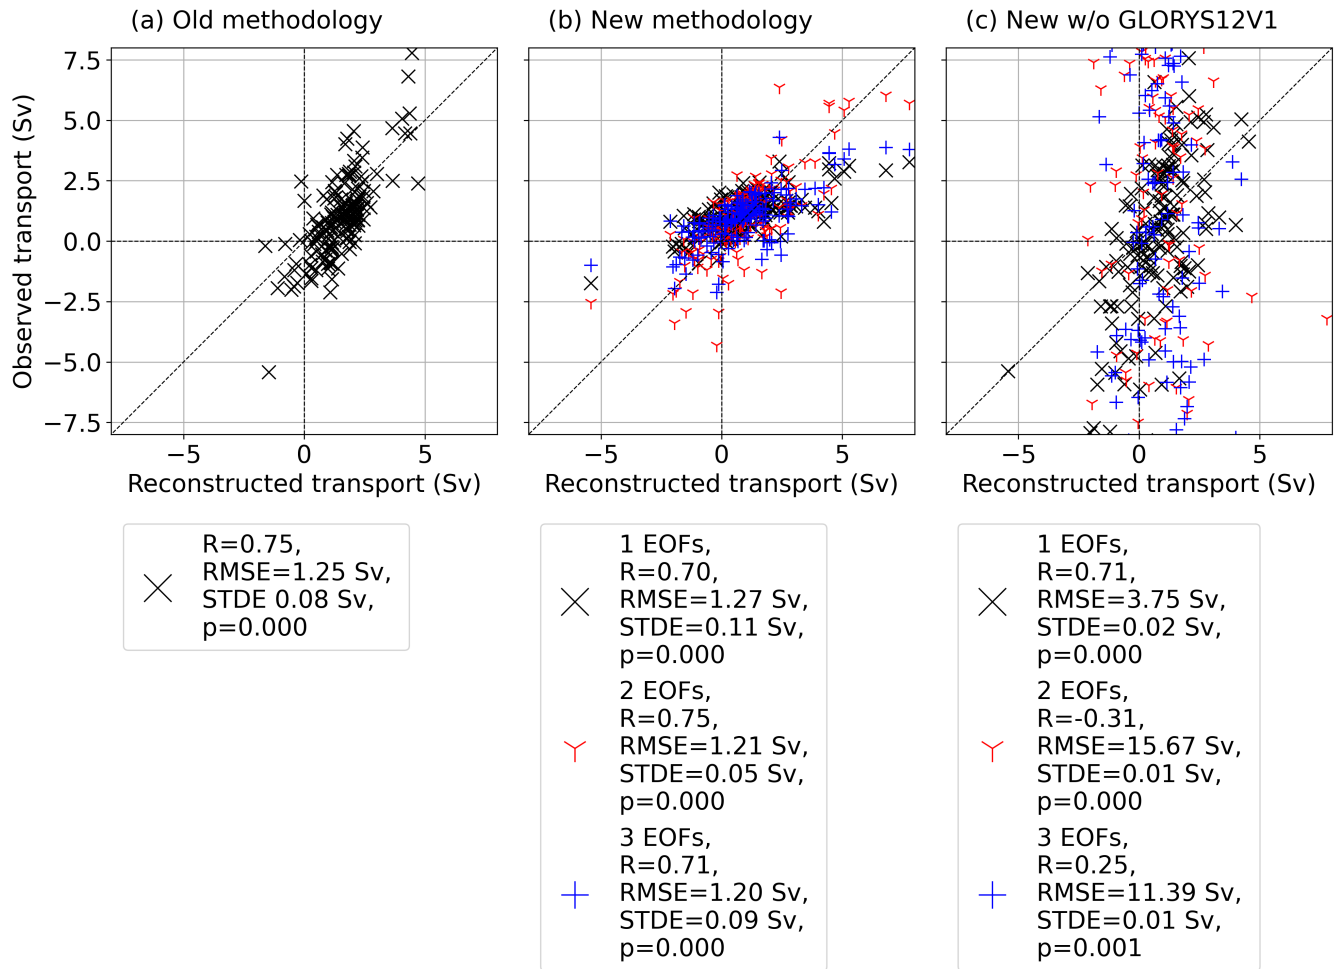 (a) Old methodology
(b) New methodology
(c) New w/o GLORYS12V1
Observed transport (Sv)
7.5
5.0
2.5
0.0
−2.5
−5.0
−7.5
−5 0 5
−5 0 5
−5 0 5
Reconstructed transport (Sv)
Reconstructed transport (Sv)
Reconstructed transport (Sv)
R=0.75,
RMSE=1.25 Sv,
STDE 0.08 Sv,
p=0.000
1 EOFs,
R=0.70,
RMSE=1.27 Sv,
STDE=0.11 Sv,
p=0.000
2 EOFs,
R=0.75,
RMSE=1.21 Sv,
STDE=0.05 Sv,
p=0.000
3 EOFs,
R=0.71,
RMSE=1.20 Sv,
STDE=0.09 Sv,
p=0.000
1 EOFs,
R=0.71,
RMSE=3.75 Sv,
STDE=0.02 Sv,
p=0.000
2 EOFs,
R=-0.31,
RMSE=15.67 Sv,
STDE=0.01 Sv,
p=0.000
3 EOFs,
R=0.25,
RMSE=11.39 Sv,
STDE=0.01 Sv,
p=0.001